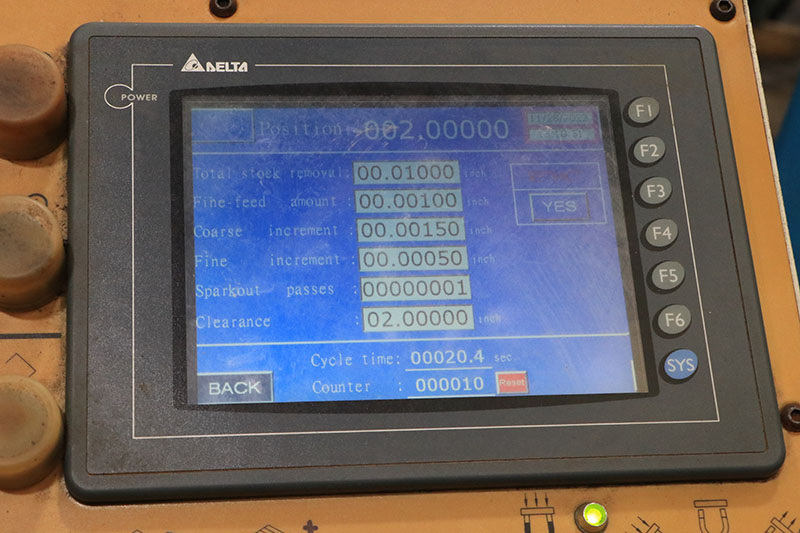 DELTA
POWER
Position: 002.00000
Total stock removal: 00.01000 inch
Fine-feed amount : 00.00100 inch
YES
Coarse increment : 00.00150 inch
Fine increment : 00.00050 inch
Sparkout passes : 00000001
Clearance : 02.00000 inch
Cycle time: 00020.4 sec
BACK
Counter : 000010 Reset
F1
F2
F3
F4
F5
F6
SYS